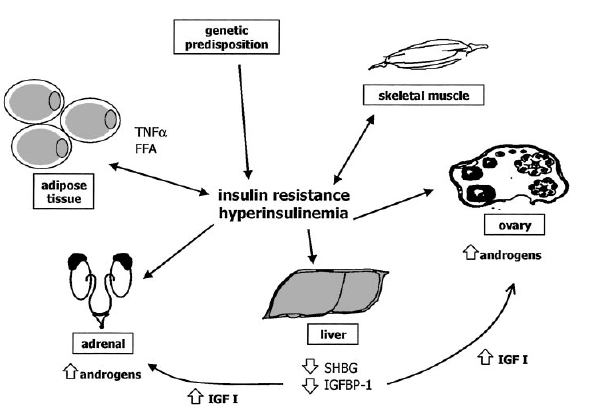 genetic
predisposition
skeletal muscle
TNFα
FFA
adipose
tissue
insulin resistance
hyperinsulinemia
ovary
androgens
adrenal
androgens
liver
SHBG
IGFBP-1
IGF I
IGF I